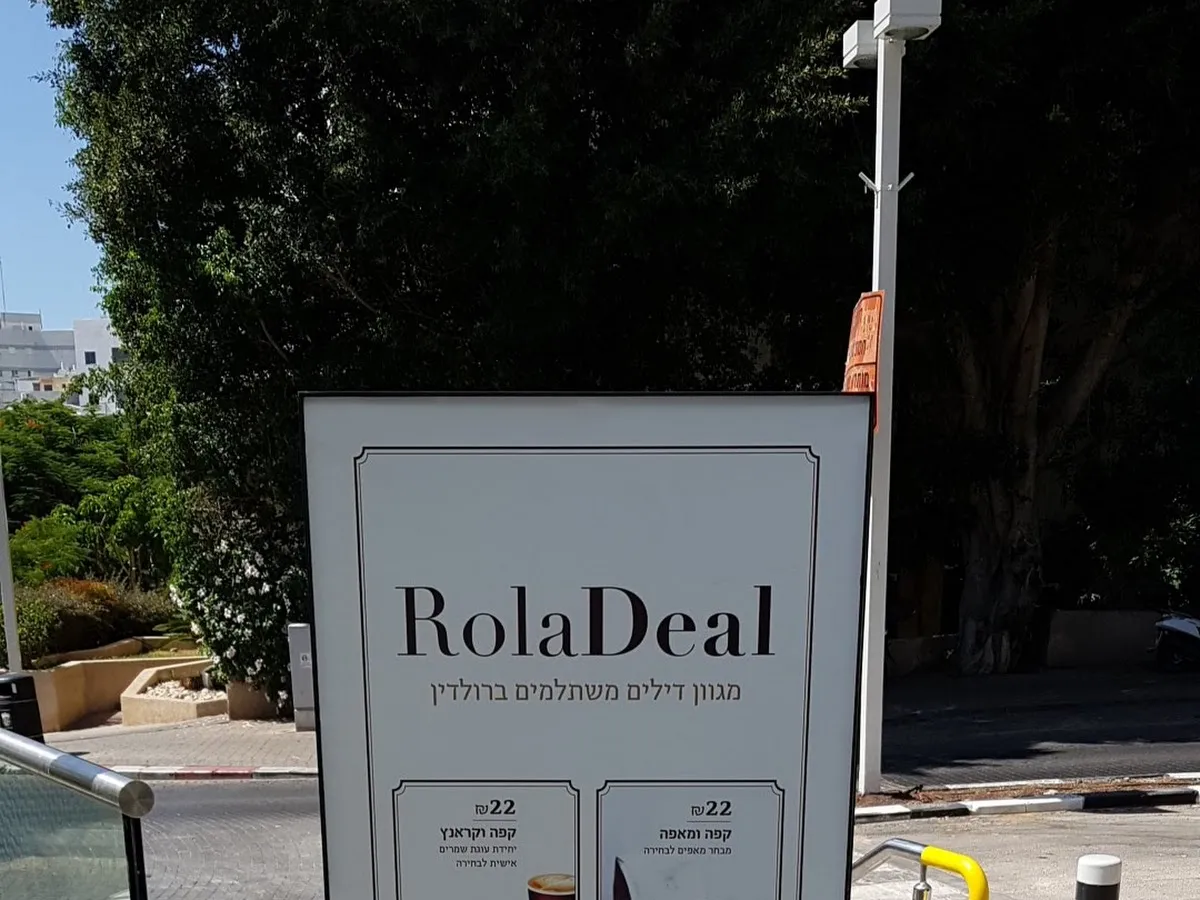 RolaDeal
מגוון דילים משתלמים ברולדין
₪22
קפה ומאפה
מבחר מאפים לבחירה
₪22
קפה וקראנץ
יחידת עוגת שמרים
אישית לבחירה